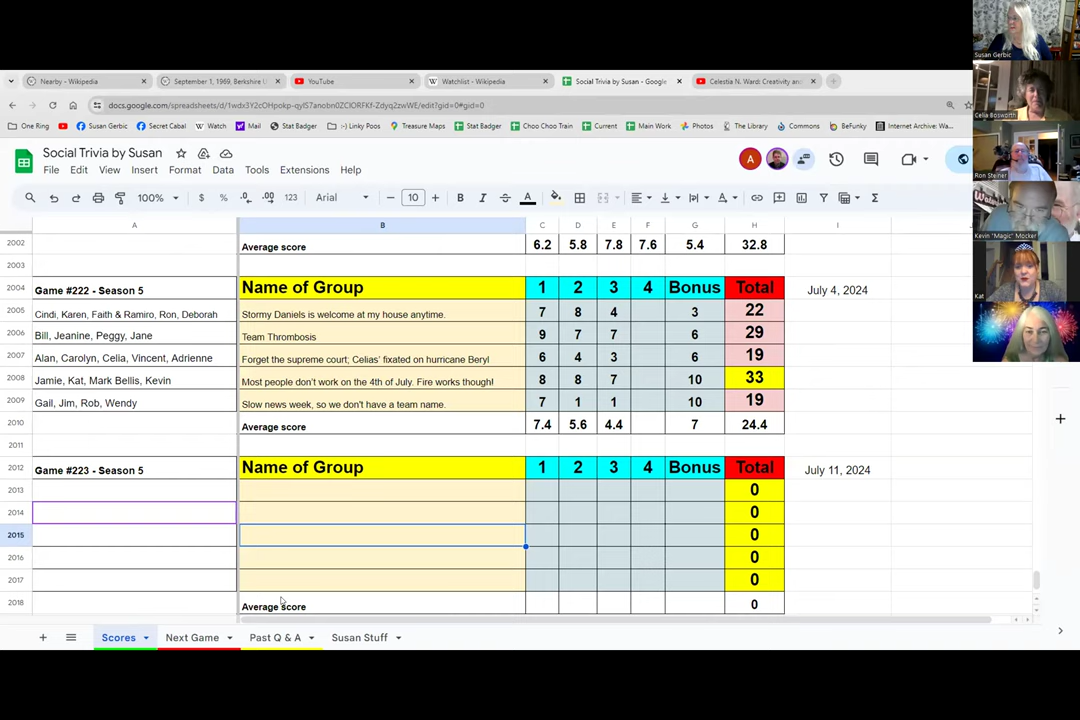 Nearby - Wikipedia
September 1, 1969, Berkshire
YouTube
Watchlist - Wikipedia
Social Trivia by Susan - Google
Celestia N. Ward: Creativity and
docs.google.com/spreadsheets/d/
edit?gid=0#gid=0
One Ring
Susan Gerbic
Secret Cabal
Watch
Mail
Stat Badger
:-) Linky Poos
Treasure Maps
Stat Badger
Choo Choo Train
Current
Main Work
Photos
The Library
Commons
BeFunky
Internet Archive: Wa...
Social Trivia by Susan
A
File Edit View Insert Format Data Tools Extensions Help
100% $ % .0 .00 123 Arial 10 B I A
A B C D E F G H I
2002 Average score 6.2 5.8 7.8 7.6 5.4 32.8
2003
2004 Game #222 - Season 5 Name of Group 1 2 3 4 Bonus Total July 4, 2024
2005 Cindi, Karen, Faith & Ramiro, Ron, Deborah Stormy Daniels is welcome at my house anytime. 7 8 4 3 22
2006 Bill, Jeanine, Peggy, Jane Team Thrombosis 9 7 7 6 29
2007 Alan, Carolyn, Celia, Vincent, Adrienne Forget the supreme court; Celias' fixated on hurricane Beryl 6 4 3 6 19
2008 Jamie, Kat, Mark Bellis, Kevin Most people don't work on the 4th of July. Fire works though! 8 8 7 10 33
2009 Gail, Jim, Rob, Wendy Slow news week, so we don't have a team name. 7 1 1 10 19
2010 Average score 7.4 5.6 4.4 7 24.4
2011
2012 Game #223 - Season 5 Name of Group 1 2 3 4 Bonus Total July 11, 2024
2013 0
2014 0
2015 0
2016 0
2017 0
2018 Average score 0
Scores Next Game Past Q & A Susan Stuff
Susan Gerbic
Celia Bosworth
Ron Steiner
Kevin "Magic" Mocker
Kat